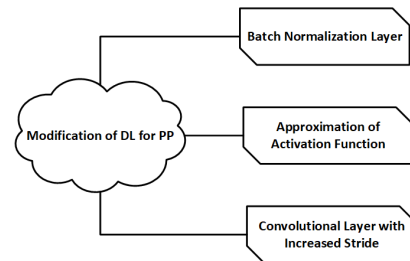 Batch Normalization Layer
Modification of DL for PP
Approximation of
Activation Function
Convolutional Layer with
Increased Stride